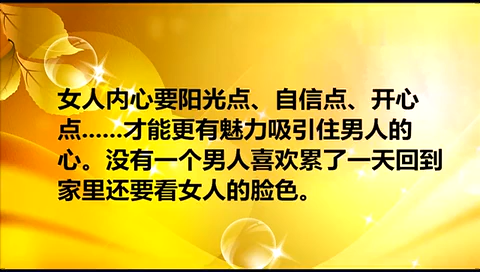 女人内心要阳光点、自信点、开心
点......才能更有魅力吸引住男人的
心。没有一个男人喜欢累了一天回到
家里还要看女人的脸色。